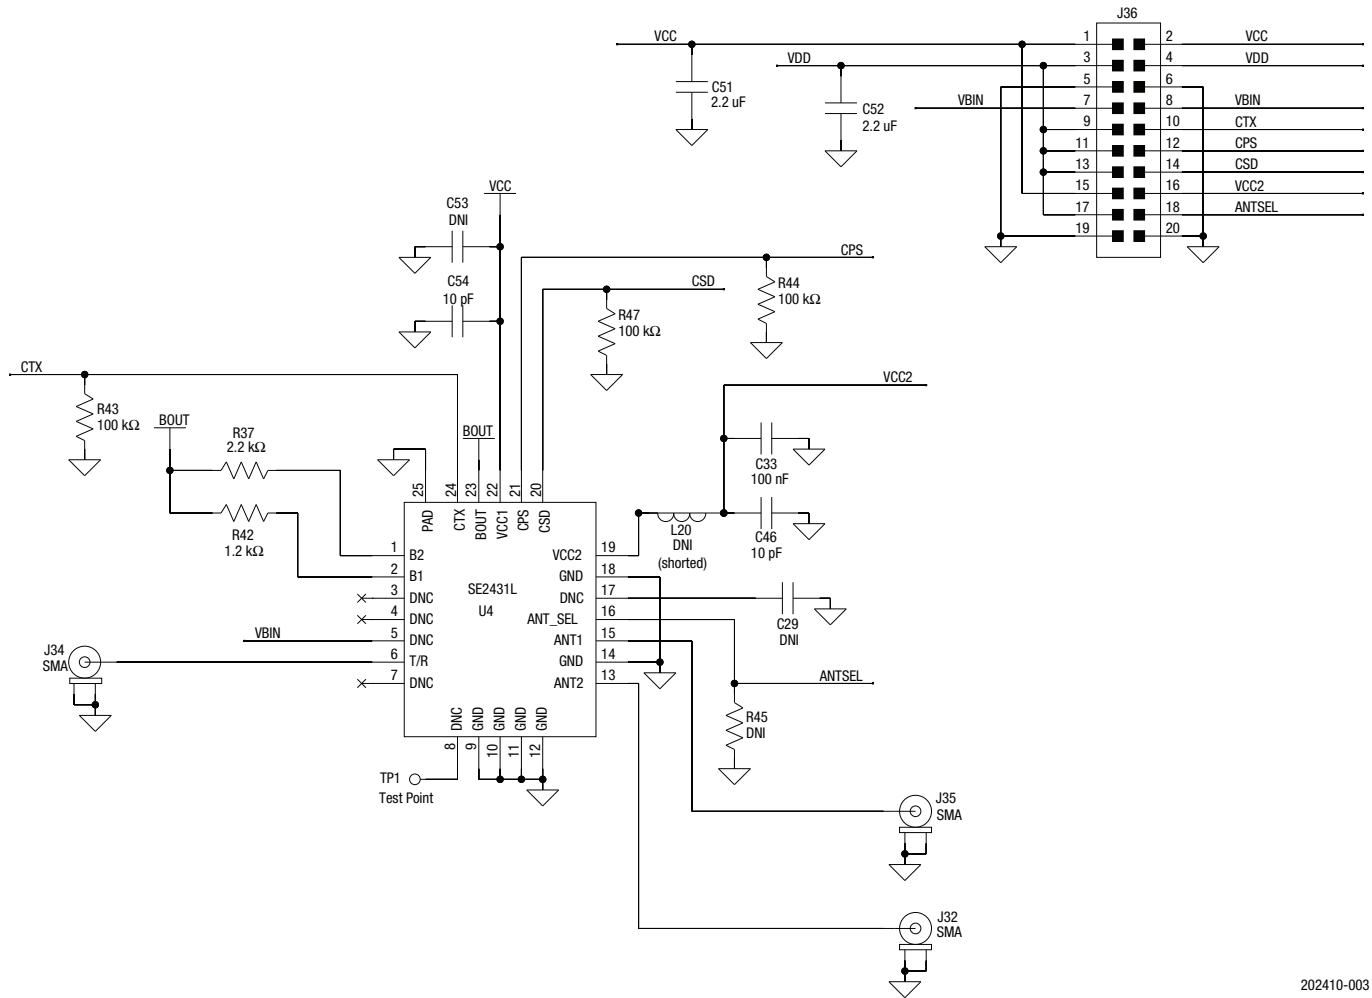 J36
VCC
1
2
VCC
VDD
3
4
VDD
5
6
C51
2.2 uF
VBIN
7
8
VBIN
C52
2.2 uF
9
10
CTX
11
12
CPS
13
14
CSD
15
16
VCC2
17
18
ANTSEL
19
20
VCC
C53
DNI
C54
10 pF
CPS
R44
100 kΩ
CSD
R47
100 kΩ
CTX
R43
100 kΩ
BOUT
R37
2.2 kΩ
R42
1.2 kΩ
BOUT
VCC2
C33
100 nF
C46
10 pF
L20
DNI
(shorted)
25
24
23
22
21
20
PAD
CTX
BOUT
VCC1
CPS
CSD
1
B2
VCC2
19
2
B1
GND
18
3
DNC
DNC
17
SE2431L
U4
4
DNC
ANT_SEL
16
C29
DNI
VBIN
5
DNC
ANT1
15
J34
SMA
6
T/R
GND
14
7
DNC
ANT2
13
ANTSEL
R45
DNI
DNC
GND
GND
GND
GND
8
9
10
11
12
TP1
Test Point
J35
SMA
J32
SMA
202410-003